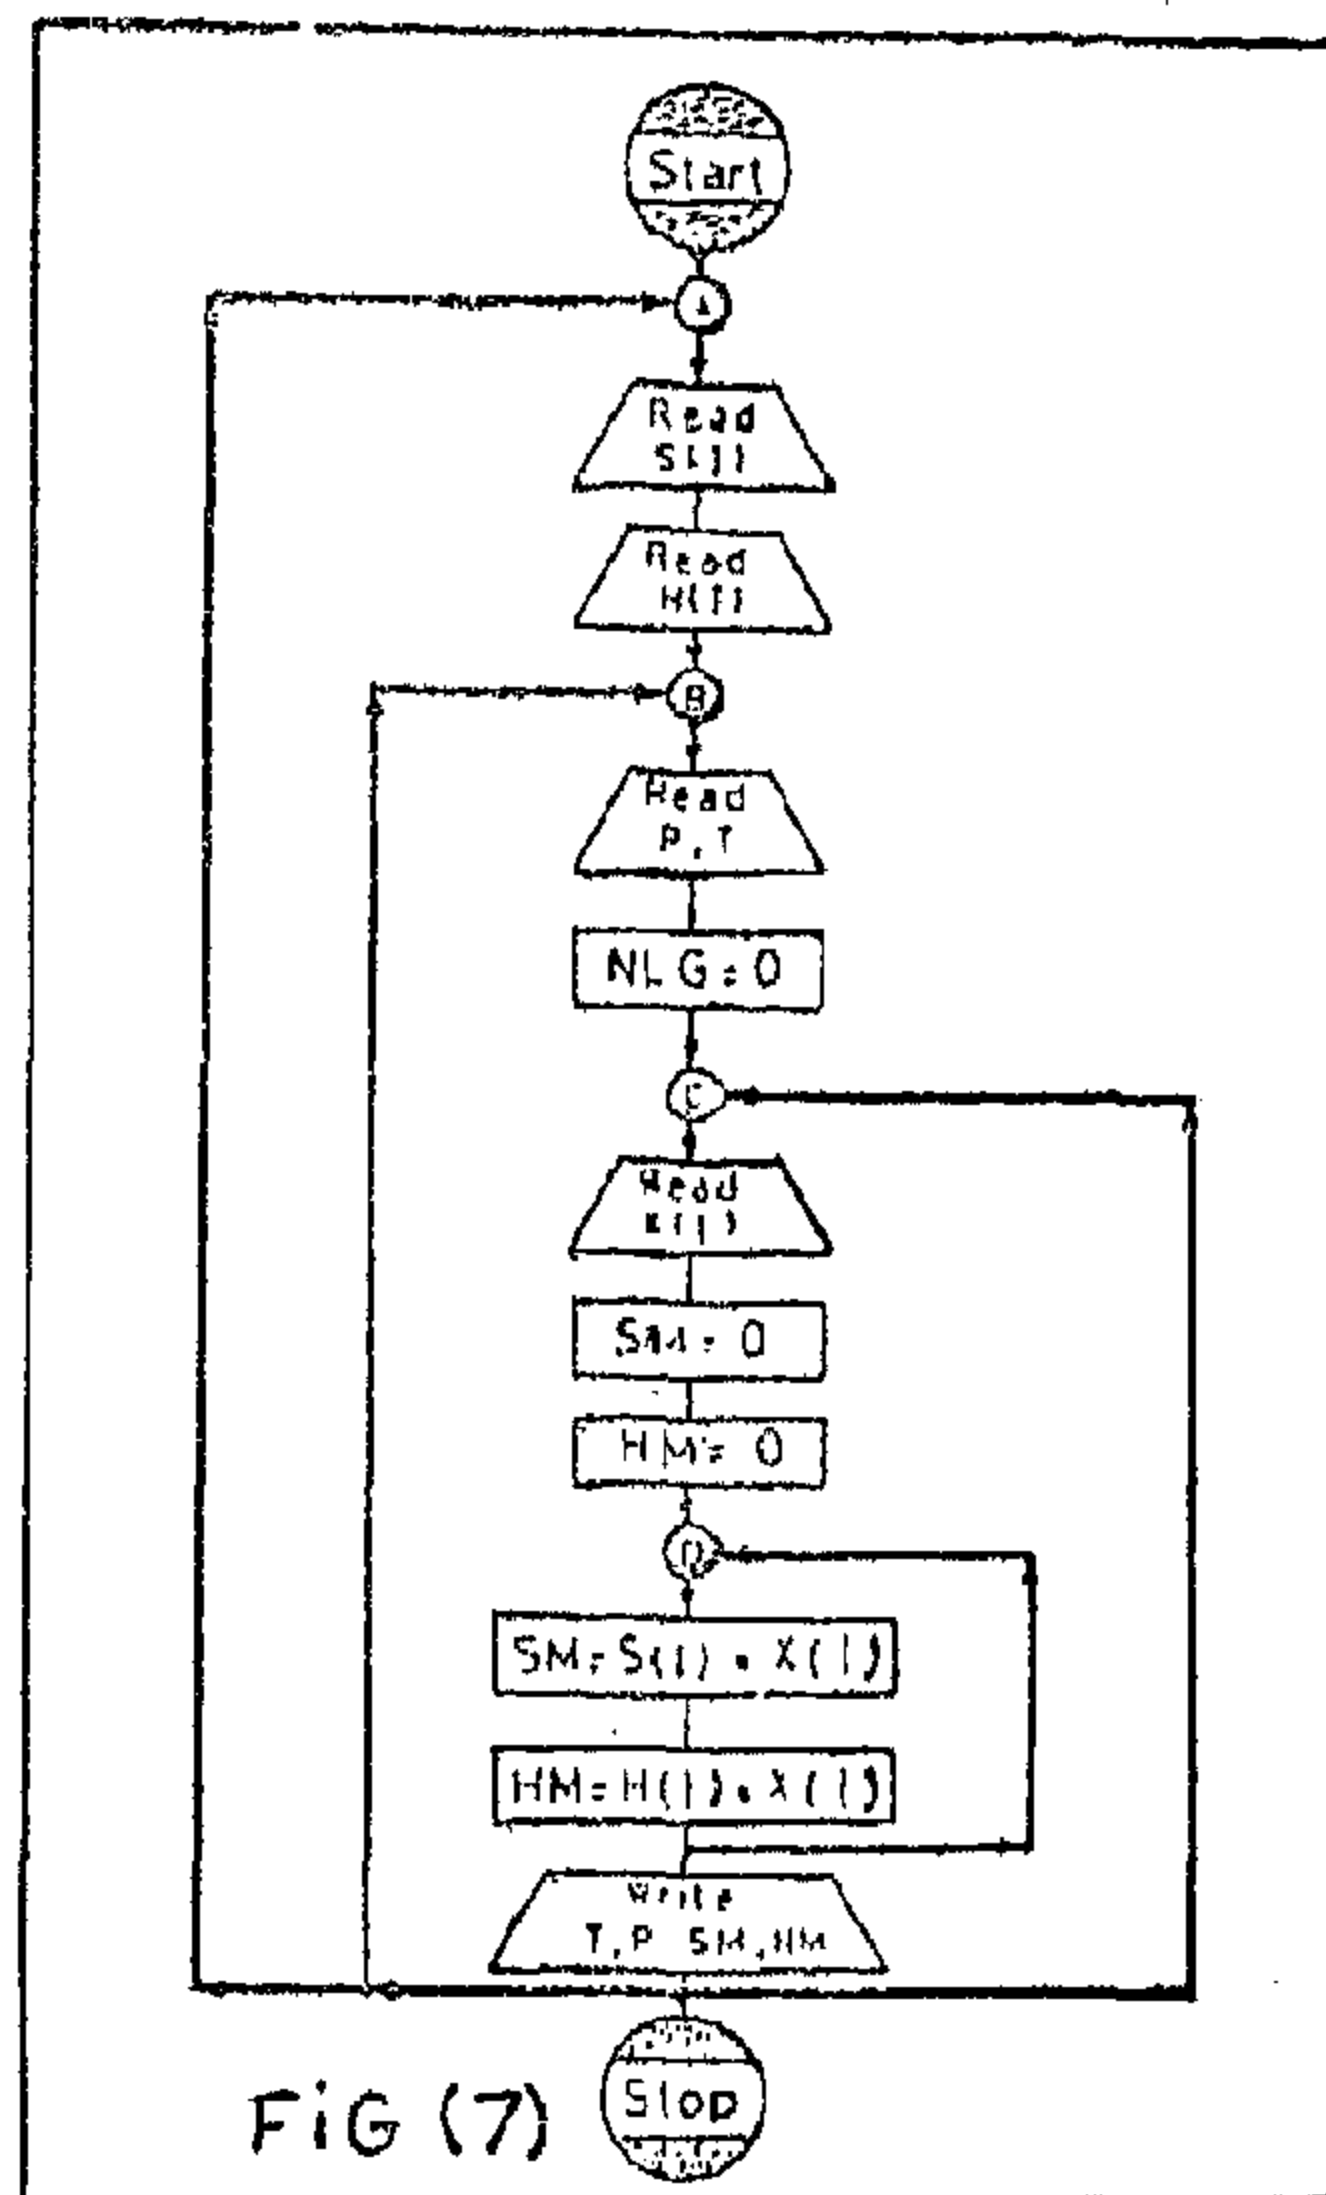 Start
A
Read
S(I)
Read
H(I)
B
Read
P,T
NLG=0
C
Read
SM=0
HM=0
D
SM=S(I)*X(I)
HM=H(I)*X(I)
Write
T,P SM,HM
Stop
FiG (7)